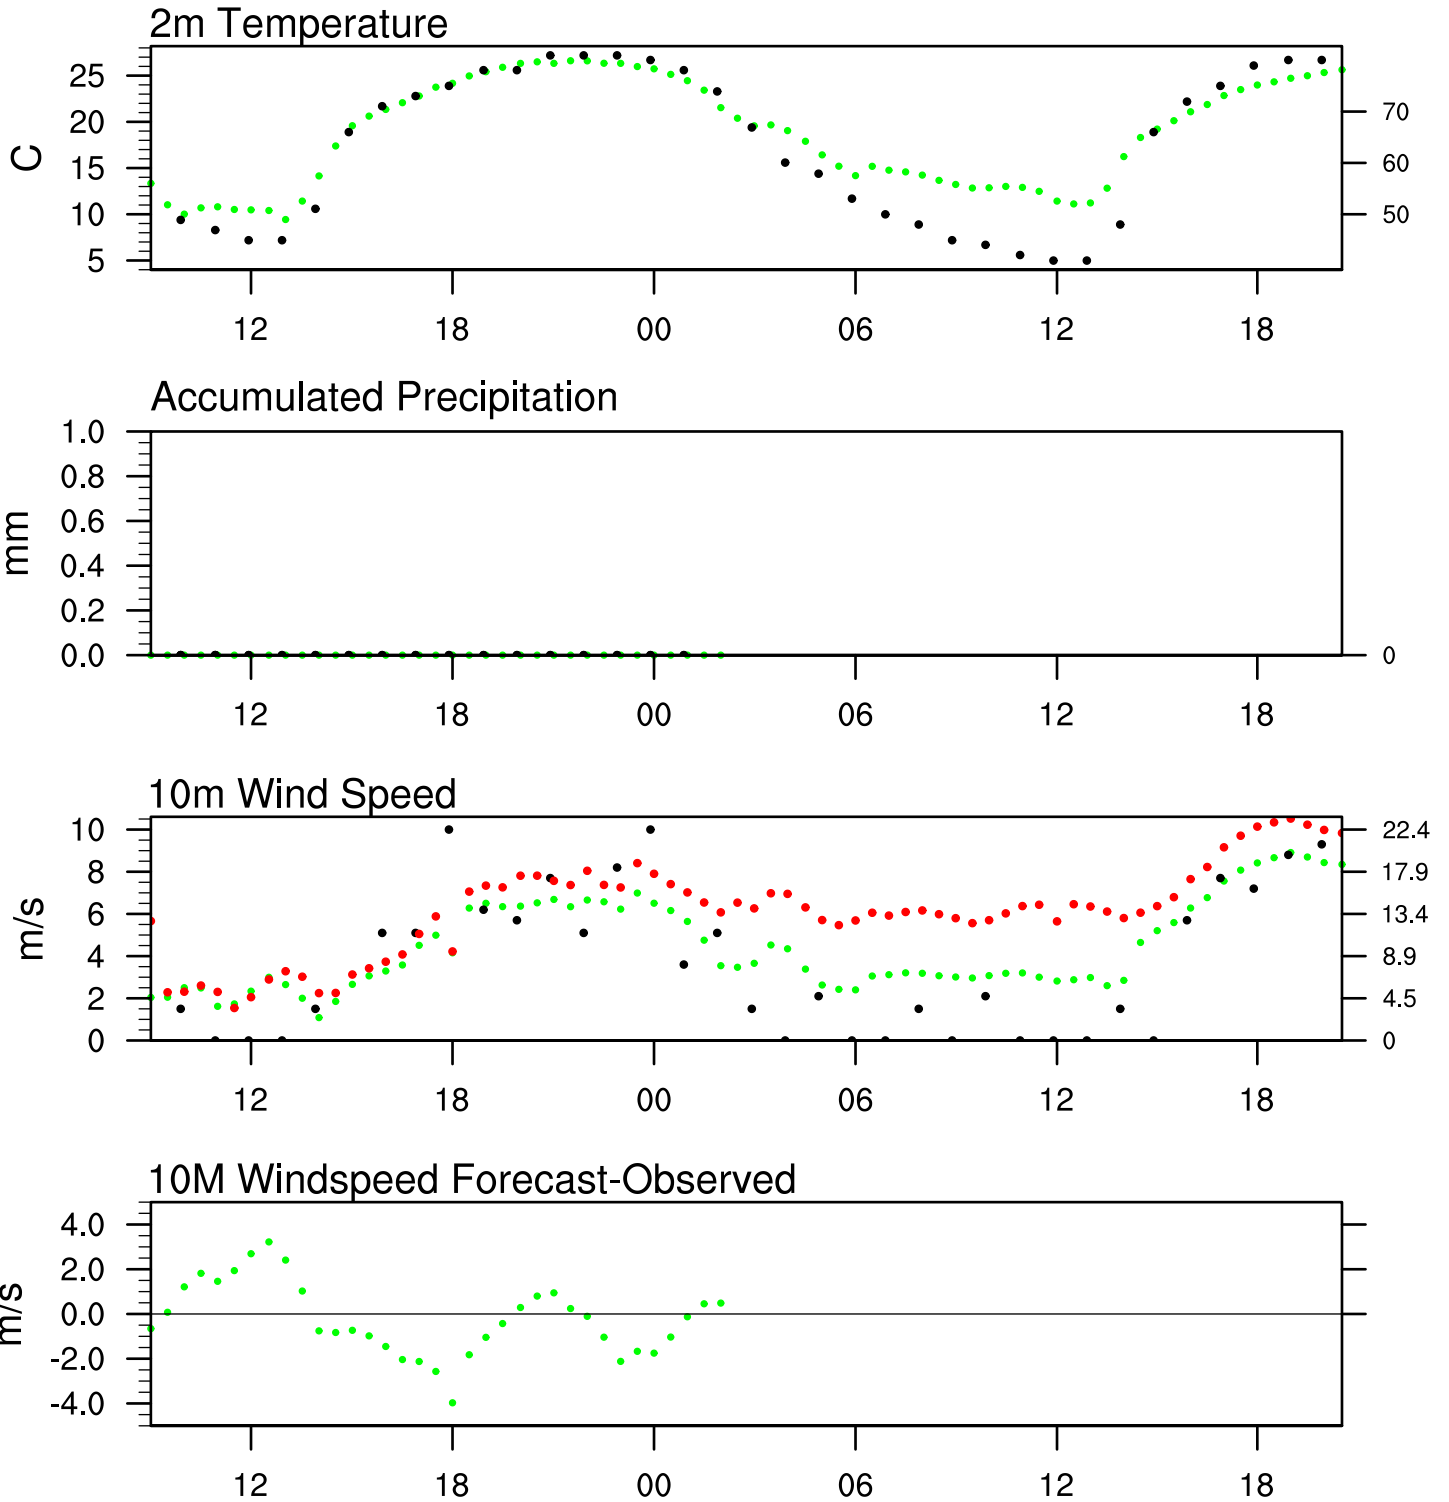 2m Temperature
C
25
20
15
10
5
70
60
50
12 18 00 06 12 18
Accumulated Precipitation
mm
1.0
0.8
0.6
0.4
0.2
0.0
0
12 18 00 06 12 18
10m Wind Speed
m/s
10
8
6
4
2
0
22.4
17.9
13.4
8.9
4.5
0
12 18 00 06 12 18
10M Windspeed Forecast-Observed
m/s
4.0
2.0
0.0
-2.0
-4.0
12 18 00 06 12 18